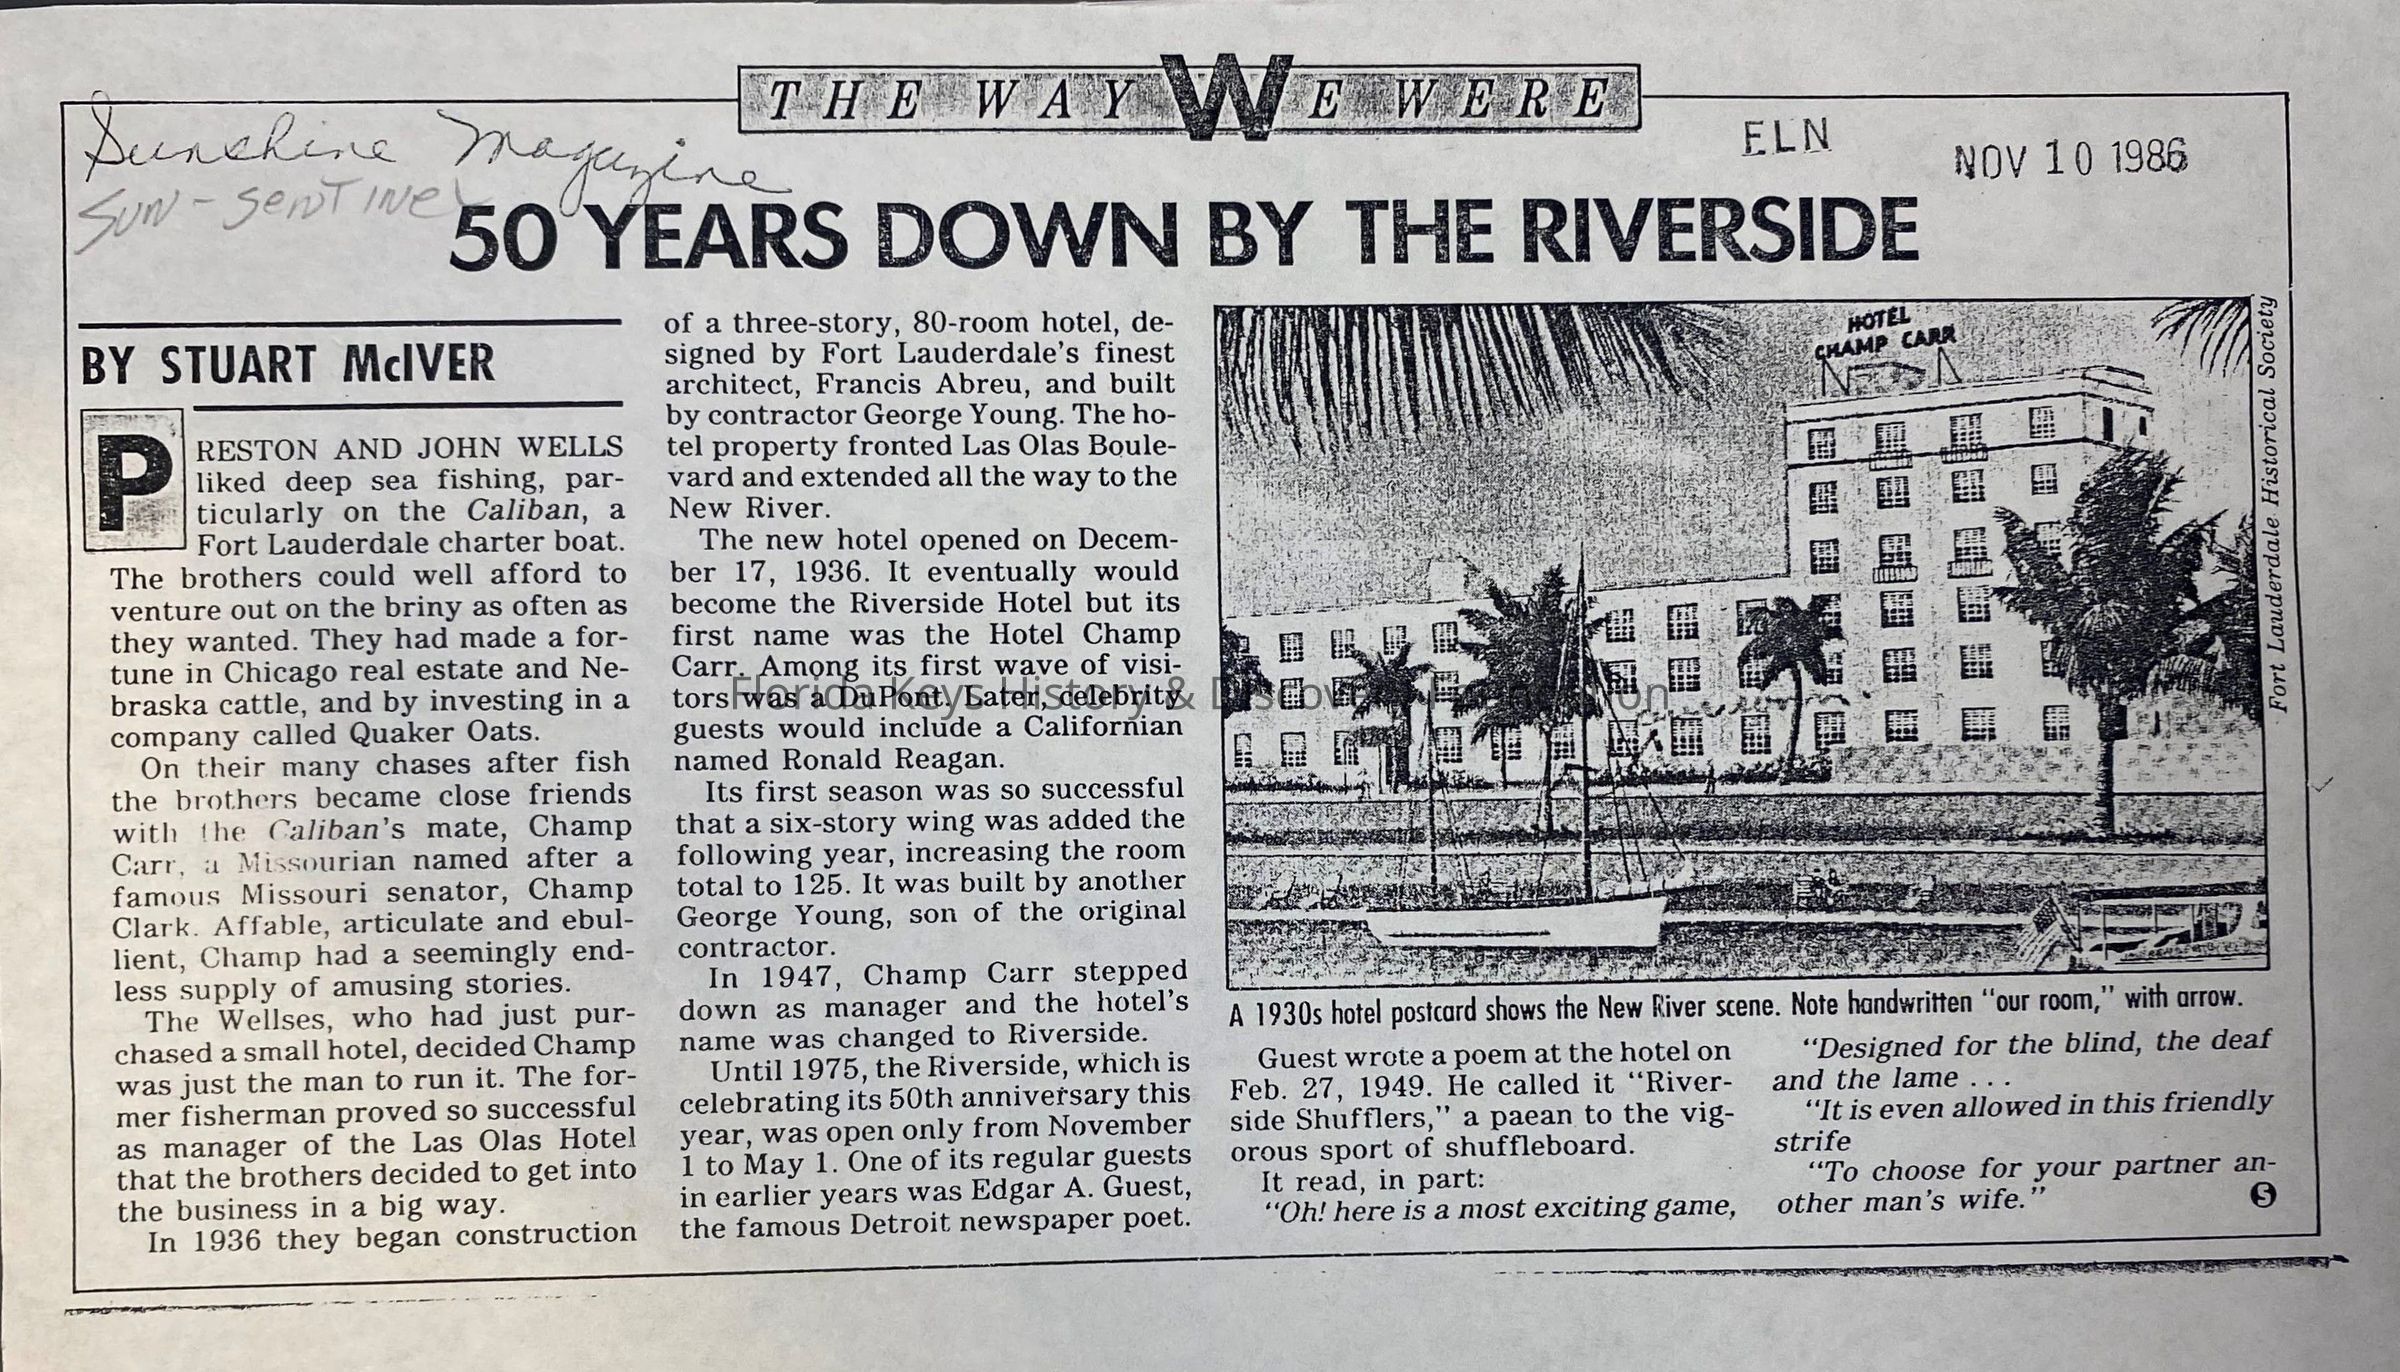 THE WAY WE WERE
Sunshine Magazine
Sun-Sentinel
ELN
NOV 10 1986
50 YEARS DOWN BY THE RIVERSIDE
BY STUART McIVER
PRESTON AND JOHN WELLS
liked deep sea fishing, par-
ticularly on the Caliban, a
Fort Lauderdale charter boat.
The brothers could well afford to
venture out on the briny as often as
they wanted. They had made a for-
tune in Chicago real estate and Ne-
braska cattle, and by investing in a
company called Quaker Oats.
On their many chases after fish
the brothers became close friends
with the Caliban's mate, Champ
Carr, a Missourian named after a
famous Missouri senator, Champ
Clark. Affable, articulate and ebul-
lient, Champ had a seemingly end-
less supply of amusing stories.
The Wellses, who had just pur-
chased a small hotel, decided Champ
was just the man to run it. The for-
mer fisherman proved so successful
as manager of the Las Olas Hotel
that the brothers decided to get into
the business in a big way.
In 1936 they began construction
of a three-story, 80-room hotel, de-
signed by Fort Lauderdale's finest
architect, Francis Abreu, and built
by contractor George Young. The ho-
tel property fronted Las Olas Boule-
vard and extended all the way to the
New River.
The new hotel opened on Decem-
ber 17, 1936. It eventually would
become the Riverside Hotel but its
first name was the Hotel Champ
Carr. Among its first wave of visi-
tors was a DuPont. Later, celebrity
guests would include a Californian
named Ronald Reagan.
Its first season was so successful
that a six-story wing was added the
following year, increasing the room
total to 125. It was built by another
George Young, son of the original
contractor.
In 1947, Champ Carr stepped
down as manager and the hotel's
name was changed to Riverside.
Until 1975, the Riverside, which is
celebrating its 50th anniversary this
year, was open only from November
1 to May 1. One of its regular guests
in earlier years was Edgar A. Guest,
the famous Detroit newspaper poet.
HOTEL
CHAMP CARR
Fort Lauderdale Historical Society
Florida Keys History & Discovery Foundation
A 1930s hotel postcard shows the New River scene. Note handwritten "our room," with arrow.
Guest wrote a poem at the hotel on
Feb. 27, 1949. He called it "River-
side Shufflers," a paean to the vig-
orous sport of shuffleboard.
It read, in part:
"Oh! here is a most exciting game,
"Designed for the blind, the deaf
and the lame . . .
"It is even allowed in this friendly
strife
"To choose for your partner an-
other man's wife."
S